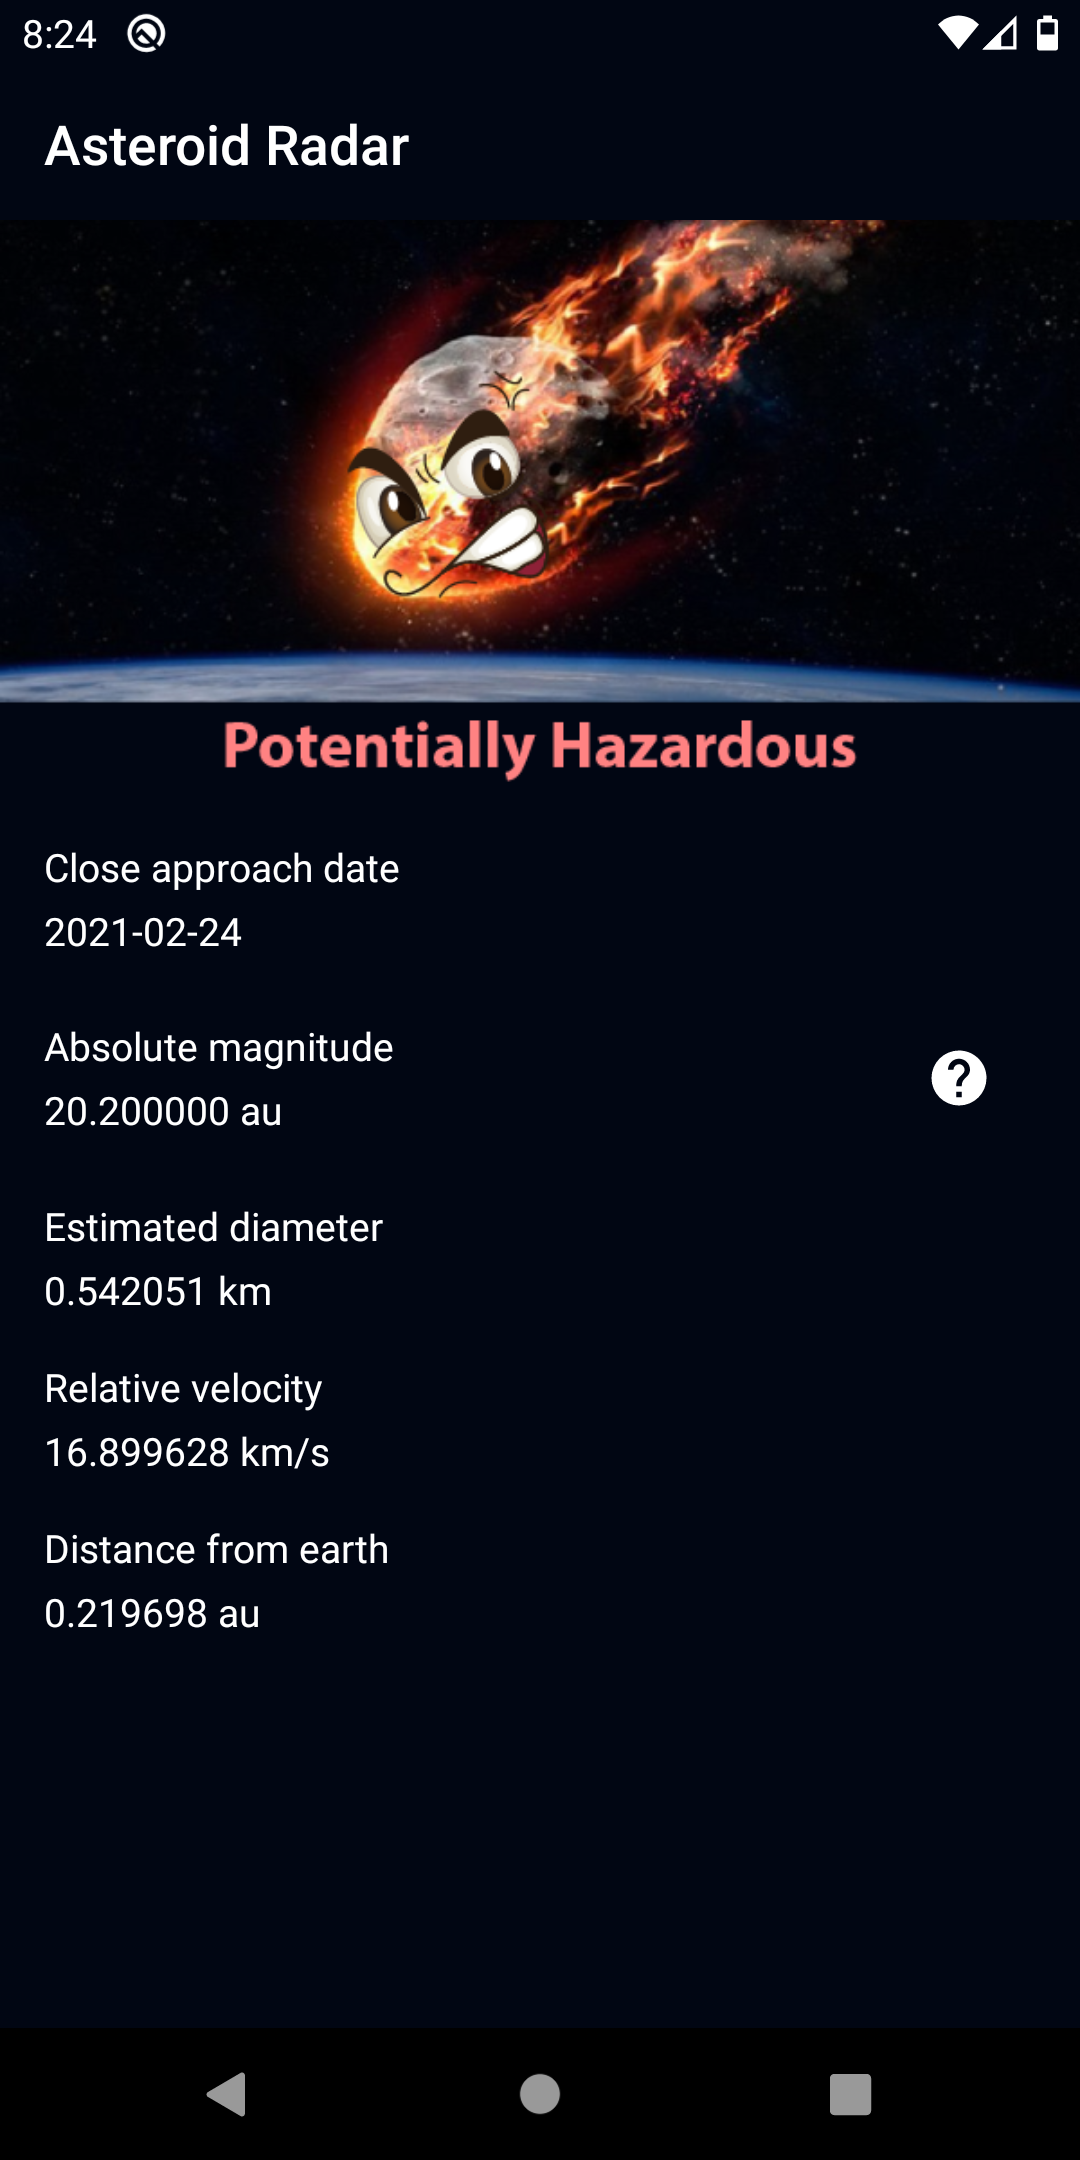 8:24
Asteroid Radar
Potentially Hazardous
Close approach date
2021-02-24
Absolute magnitude
20.200000 au
?
Estimated diameter
0.542051 km
Relative velocity
16.899628 km/s
Distance from earth
0.219698 au